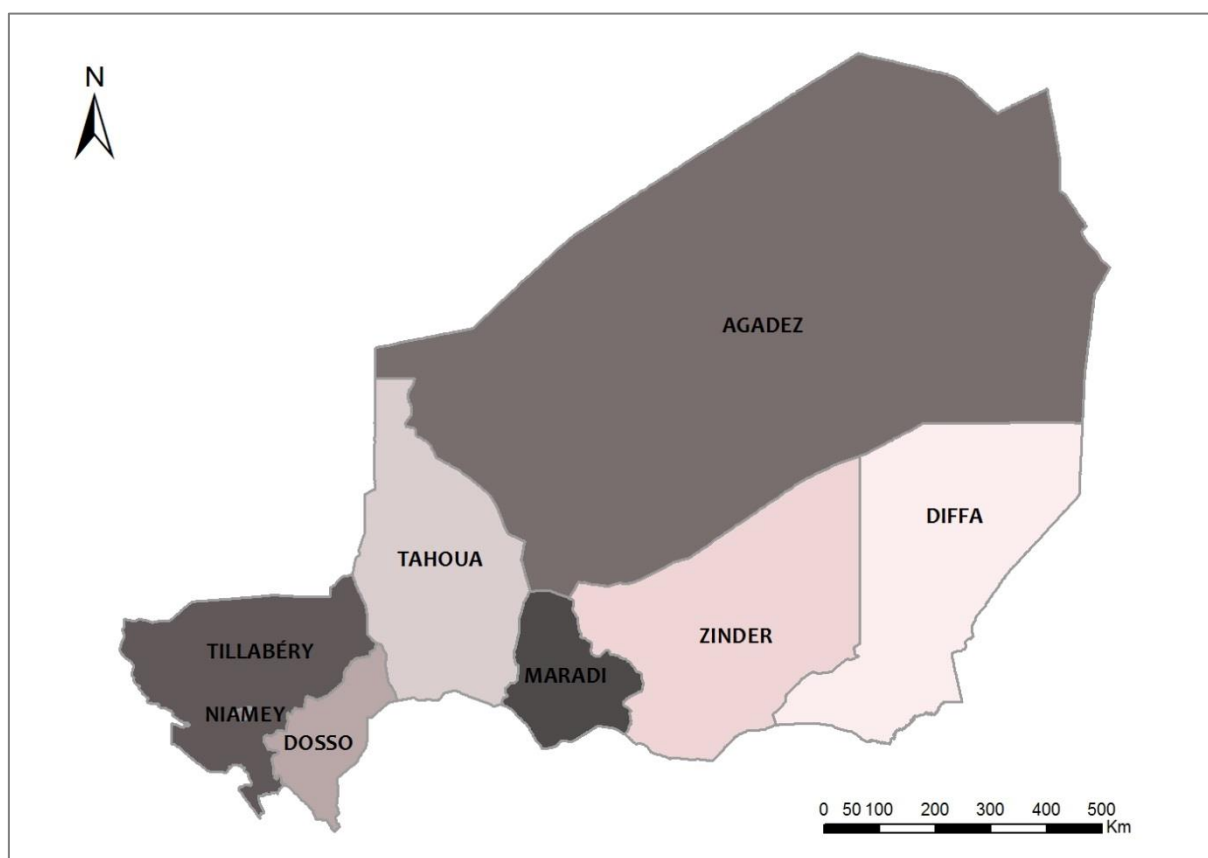 N
AGADEZ
DIFFA
TAHOUA
ZINDER
TILLABÉRY
MARADI
NIAMEY
DOSSO
0 50 100 200 300 400 500
Km